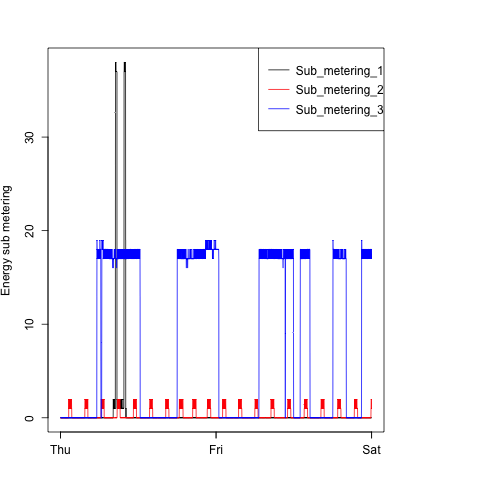 Sub_metering_1
Sub_metering_2
Sub_metering_3
Energy sub metering
30
20
10
0
Thu Fri Sat